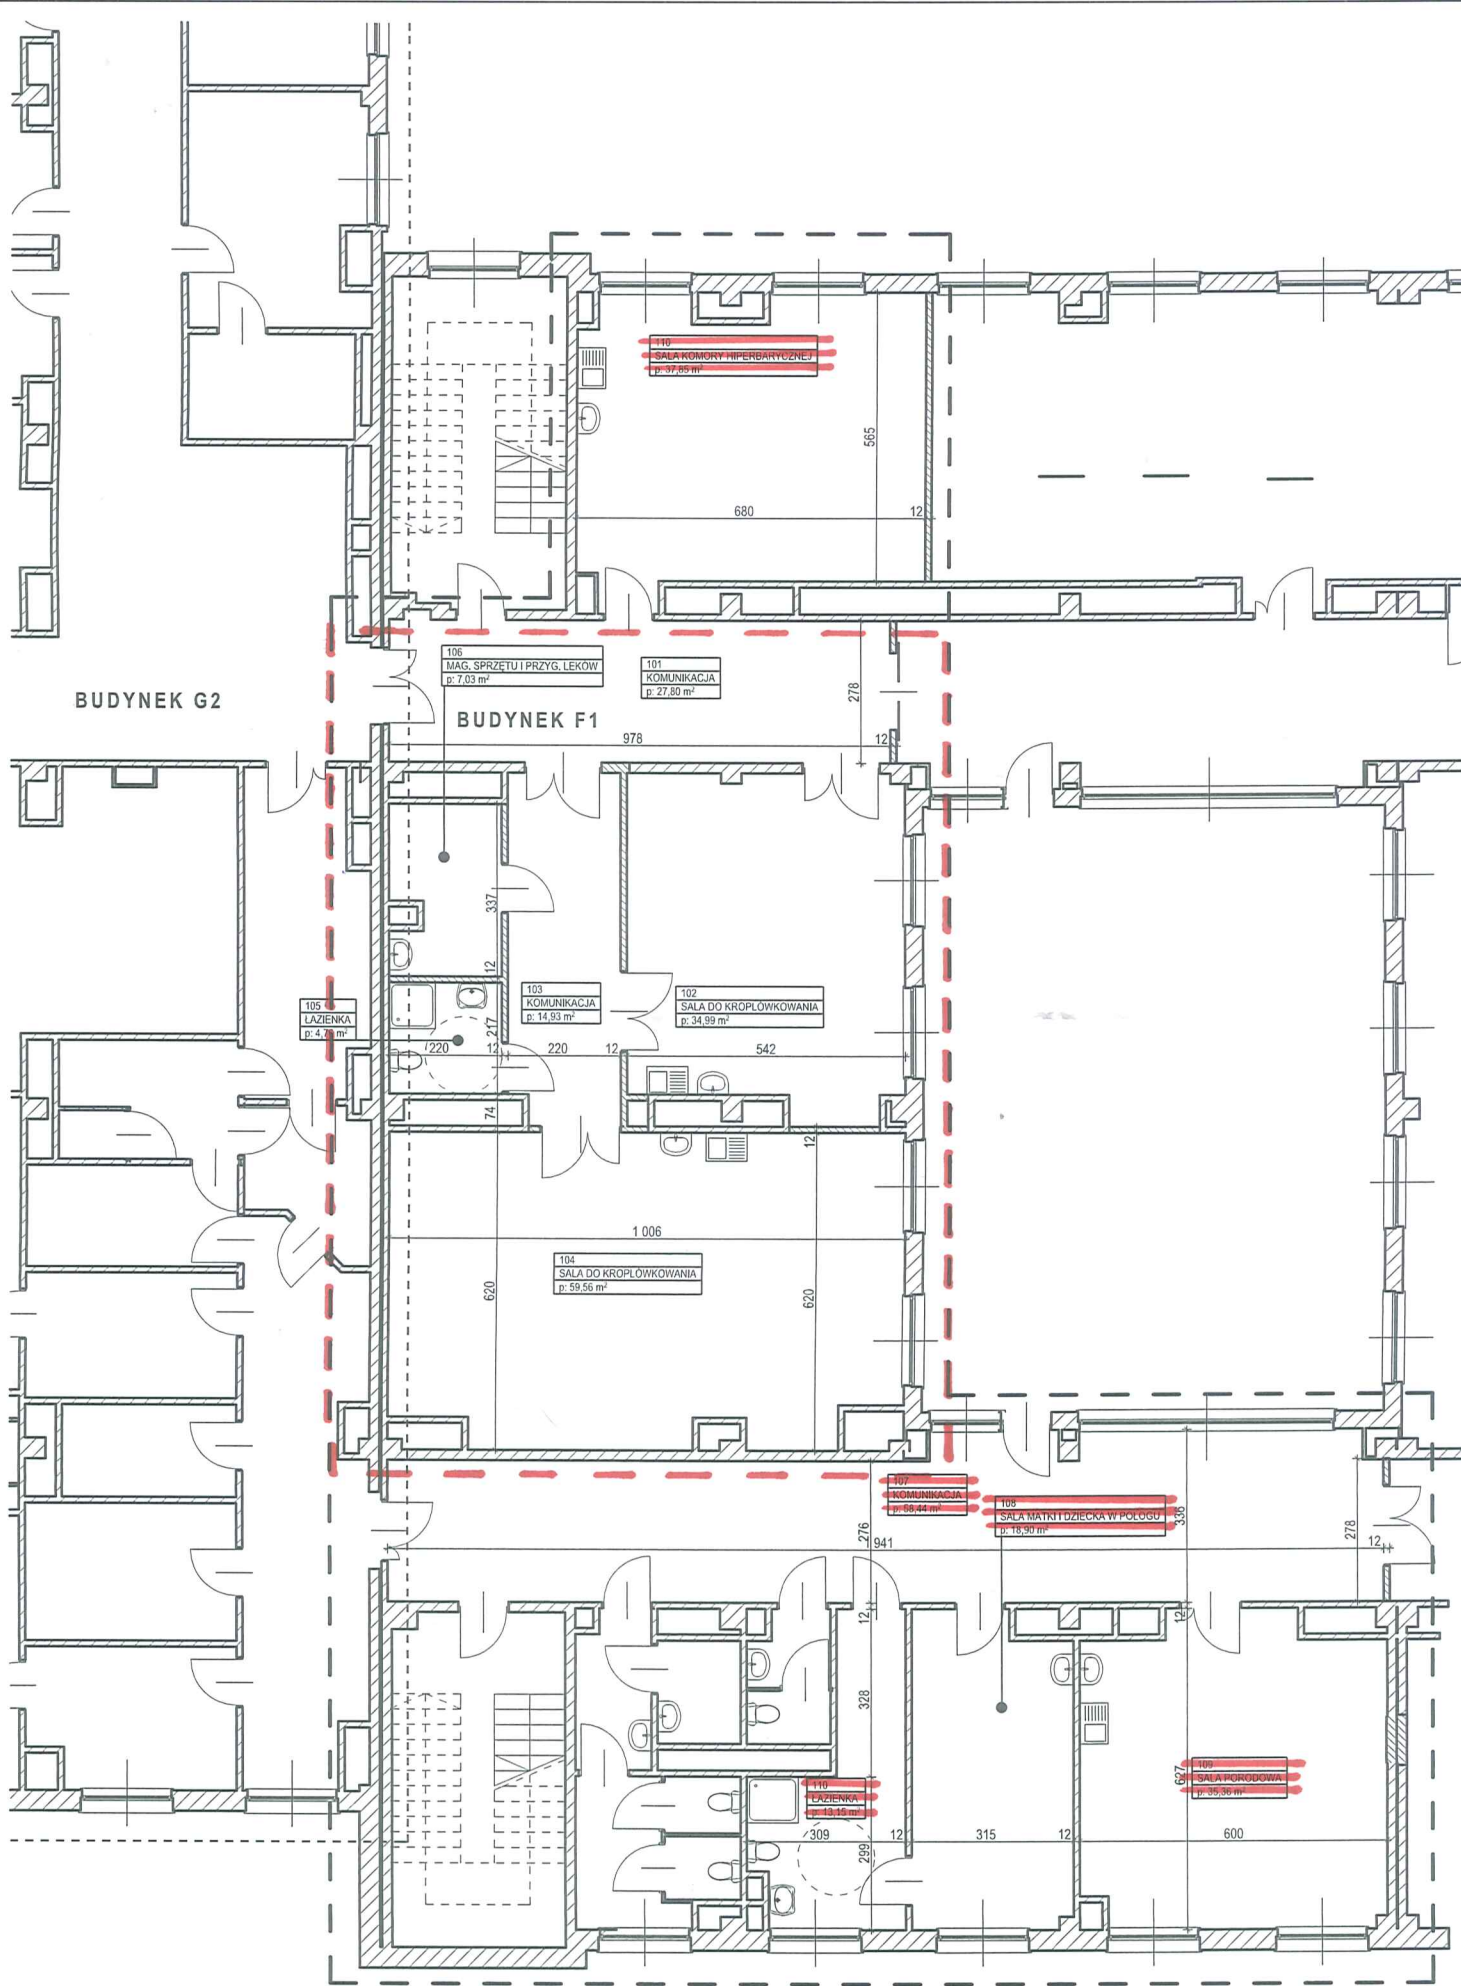 110
SALA KOMORY HIPERBARYCZNEJ
p: 37,85 m²
565
680
12
106
MAG. SPRZĘTU I PRZYG. LEKÓW
p: 7,03 m²
101
KOMUNIKACJA
p: 27,80 m²
278
BUDYNEK G2
BUDYNEK F1
978
12
337
12
103
KOMUNIKACJA
p: 14,93 m²
102
SALA DO KROPLÓWKOWANIA
p: 34,99 m²
105
ŁAZIENKA
217
220
12
220
12
542
74
12
1 006
104
SALA DO KROPLÓWKOWANIA
p: 59,56 m²
620
620
107
KOMUNIKACJA
p: 58,44 m²
108
SALA MATKI I DZIECKA W POŁOGU
p: 18,90 m²
336
276
278
941
12
12
12
328
109
SALA PORODOWA
p: 35,36 m²
627
110
ŁAZIENKA
p: 13,15 m²
309
12
315
12
600
299